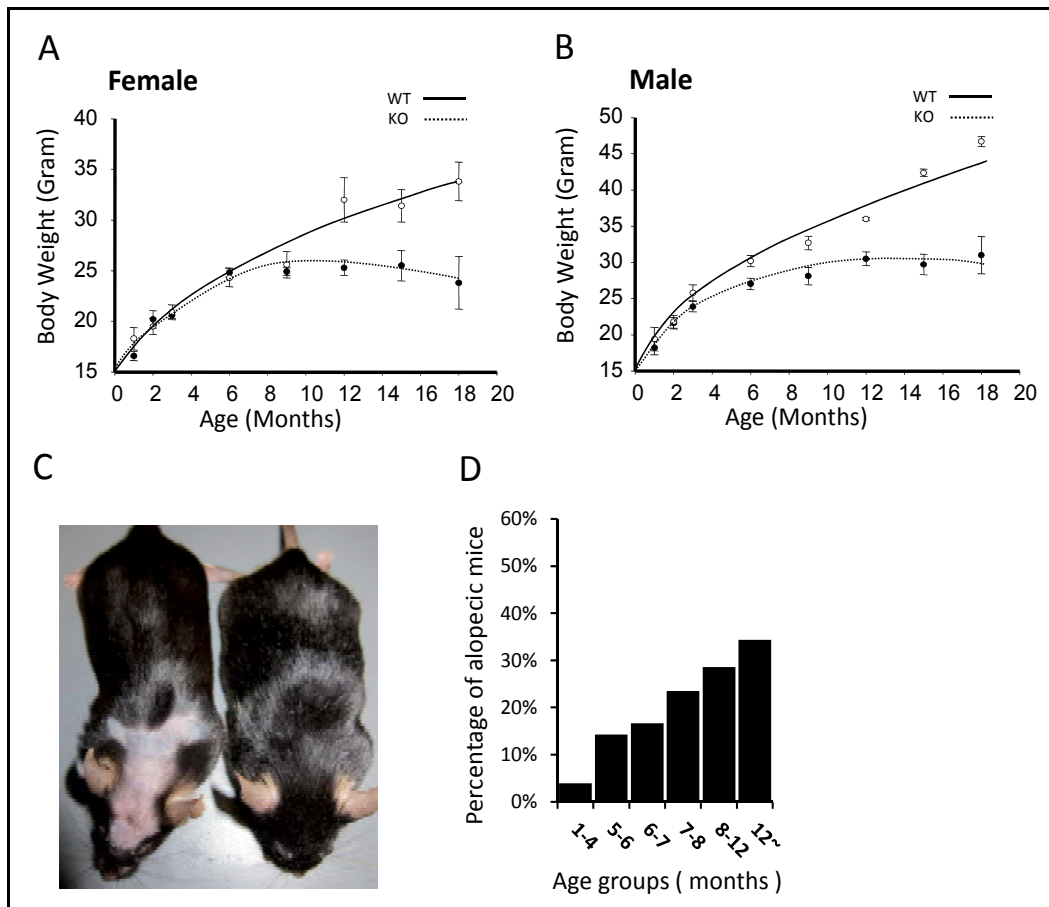 A
Female
WT
KO
40
35
30
25
20
15
Body Weight (Gram)
0 2 4 6 8 10 12 14 16 18 20
Age (Months)
B
Male
WT
KO
50
45
40
35
30
25
20
15
Body Weight (Gram)
0 2 4 6 8 10 12 14 16 18 20
Age (Months)
C
D
60%
50%
40%
30%
20%
10%
0%
Percentage of alopecic mice
1-4 5-6 6-7 7-8 8-12 12~
Age groups ( months )